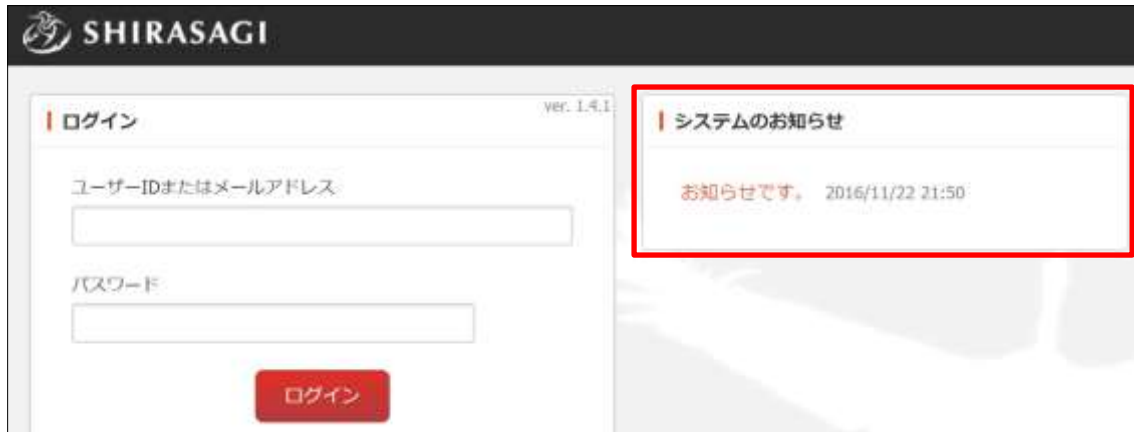 SHIRASAGI
ログイン
ver. 1.4.1
ユーザーIDまたはメールアドレス
パスワード
ログイン
システムのお知らせ
お知らせです。 2016/11/22 21:50